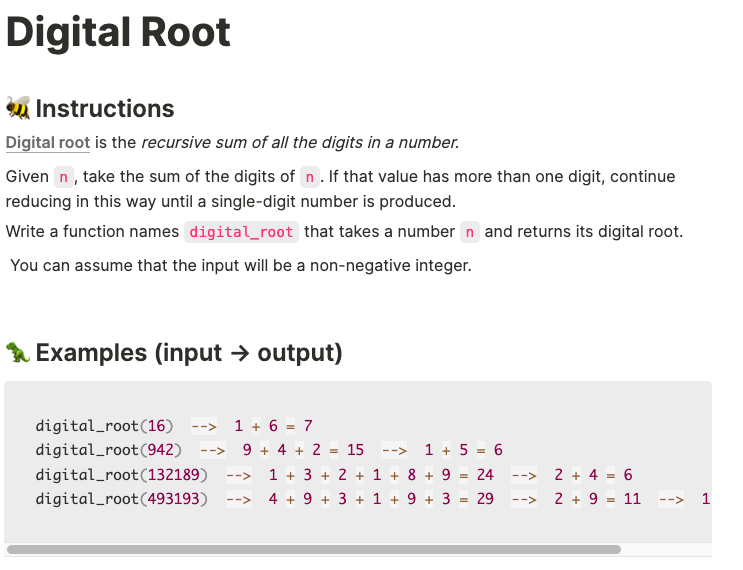 Digital Root
🐝 Instructions
Digital root is the recursive sum of all the digits in a number.
Given n, take the sum of the digits of n. If that value has more than one digit, continue
reducing in this way until a single-digit number is produced.
Write a function names digital_root that takes a number n and returns its digital root.
You can assume that the input will be a non-negative integer.
🦖 Examples (input → output)
digital_root(16)  -->  1 + 6 = 7
digital_root(942)  -->  9 + 4 + 2 = 15  -->  1 + 5 = 6
digital_root(132189)  -->  1 + 3 + 2 + 1 + 8 + 9 = 24  -->  2 + 4 = 6
digital_root(493193)  -->  4 + 9 + 3 + 1 + 9 + 3 = 29  -->  2 + 9 = 11  -->  1